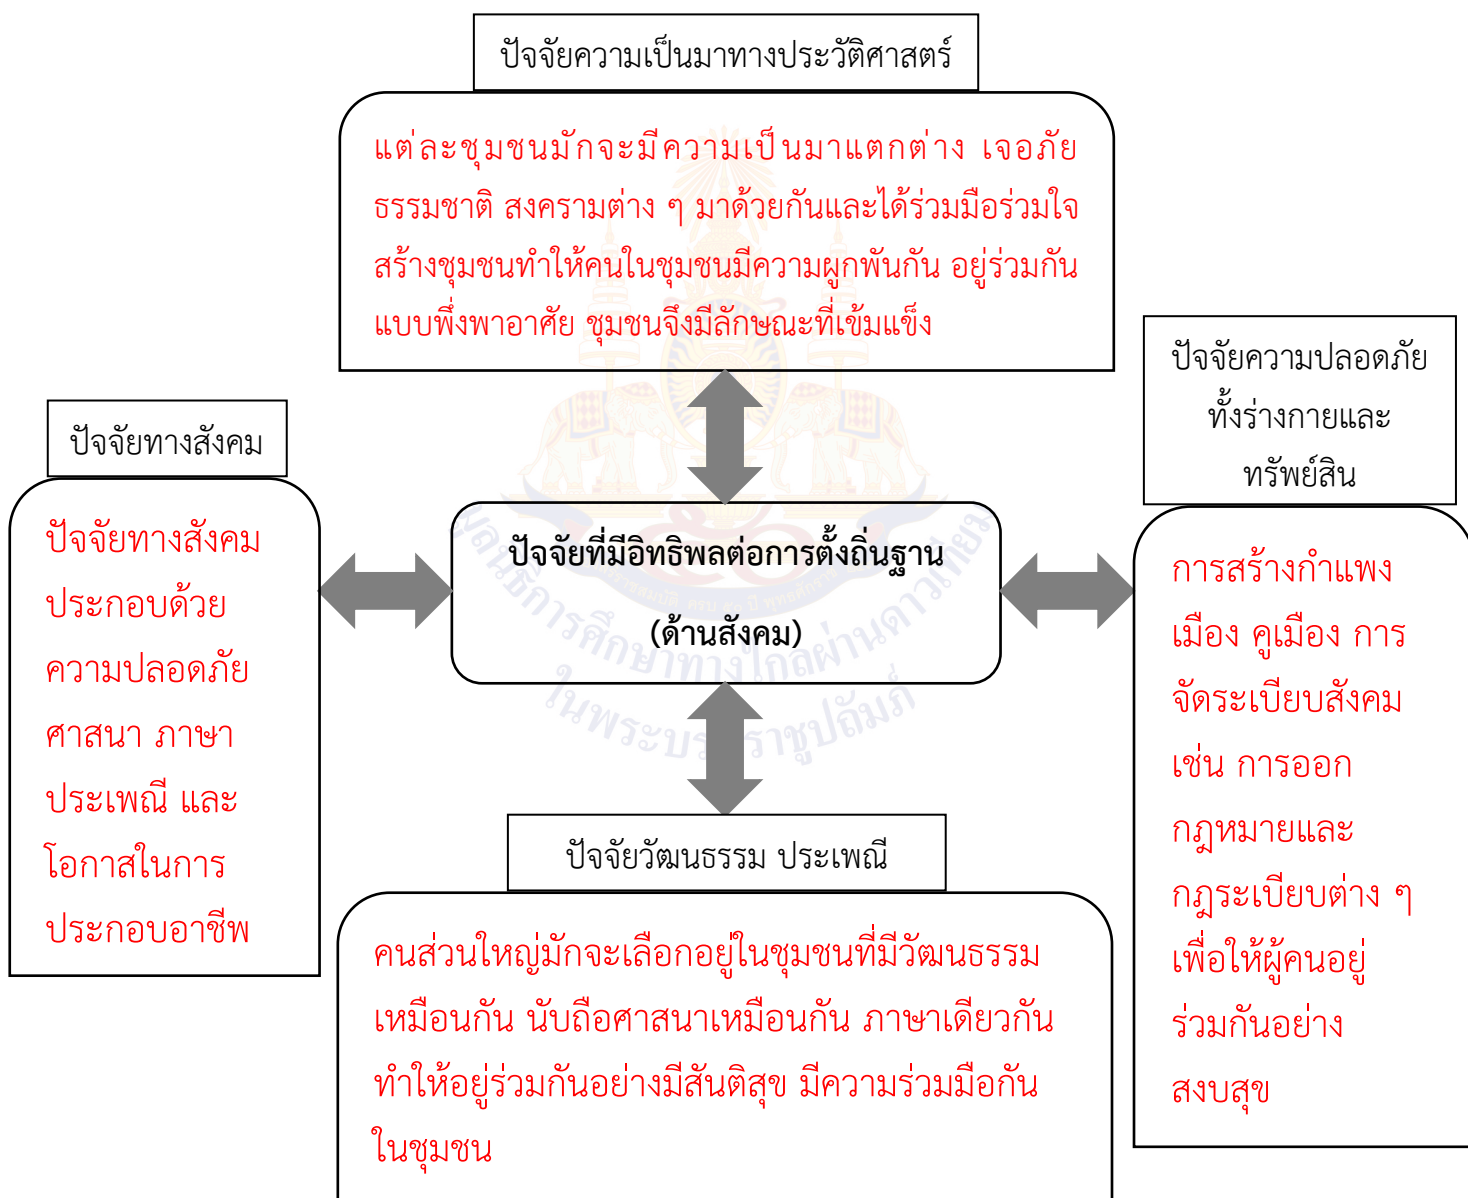 ปัจจัยความเป็นมาทางประวัติศาสตร์
แต่ละชุมชนมักจะมีความเป็นมาแตกต่าง เจอภัย
ธรรมชาติ สงครามต่าง ๆ มาด้วยกันและได้ร่วมมือร่วมใจ
สร้างชุมชนทำให้คนในชุมชนมีความผูกพันกัน อยู่ร่วมกัน
แบบพึ่งพาอาศัย ชุมชนจึงมีลักษณะที่เข้มแข็ง
ปัจจัยทางสังคม
ปัจจัยทางสังคม
ประกอบด้วย
ความปลอดภัย
ศาสนา ภาษา
ประเพณี และ
โอกาสในการ
ประกอบอาชีพ
ปัจจัยที่มีอิทธิพลต่อการตั้งถิ่นฐาน
(ด้านสังคม)
ปัจจัยความปลอดภัย
ทั้งร่างกายและ
ทรัพย์สิน
การสร้างกำแพง
เมือง คูเมือง การ
จัดระเบียบสังคม
เช่น การออก
กฎหมายและ
กฎระเบียบต่าง ๆ
เพื่อให้ผู้คนอยู่
ร่วมกันอย่าง
สงบสุข
ปัจจัยวัฒนธรรม ประเพณี
คนส่วนใหญ่มักจะเลือกอยู่ในชุมชนที่มีวัฒนธรรม
เหมือนกัน นับถือศาสนาเหมือนกัน ภาษาเดียวกัน
ทำให้อยู่ร่วมกันอย่างมีสันติสุข มีความร่วมมือกัน
ในชุมชน
มูลนิธิการศึกษาทางไกลผ่านดาวเทียม